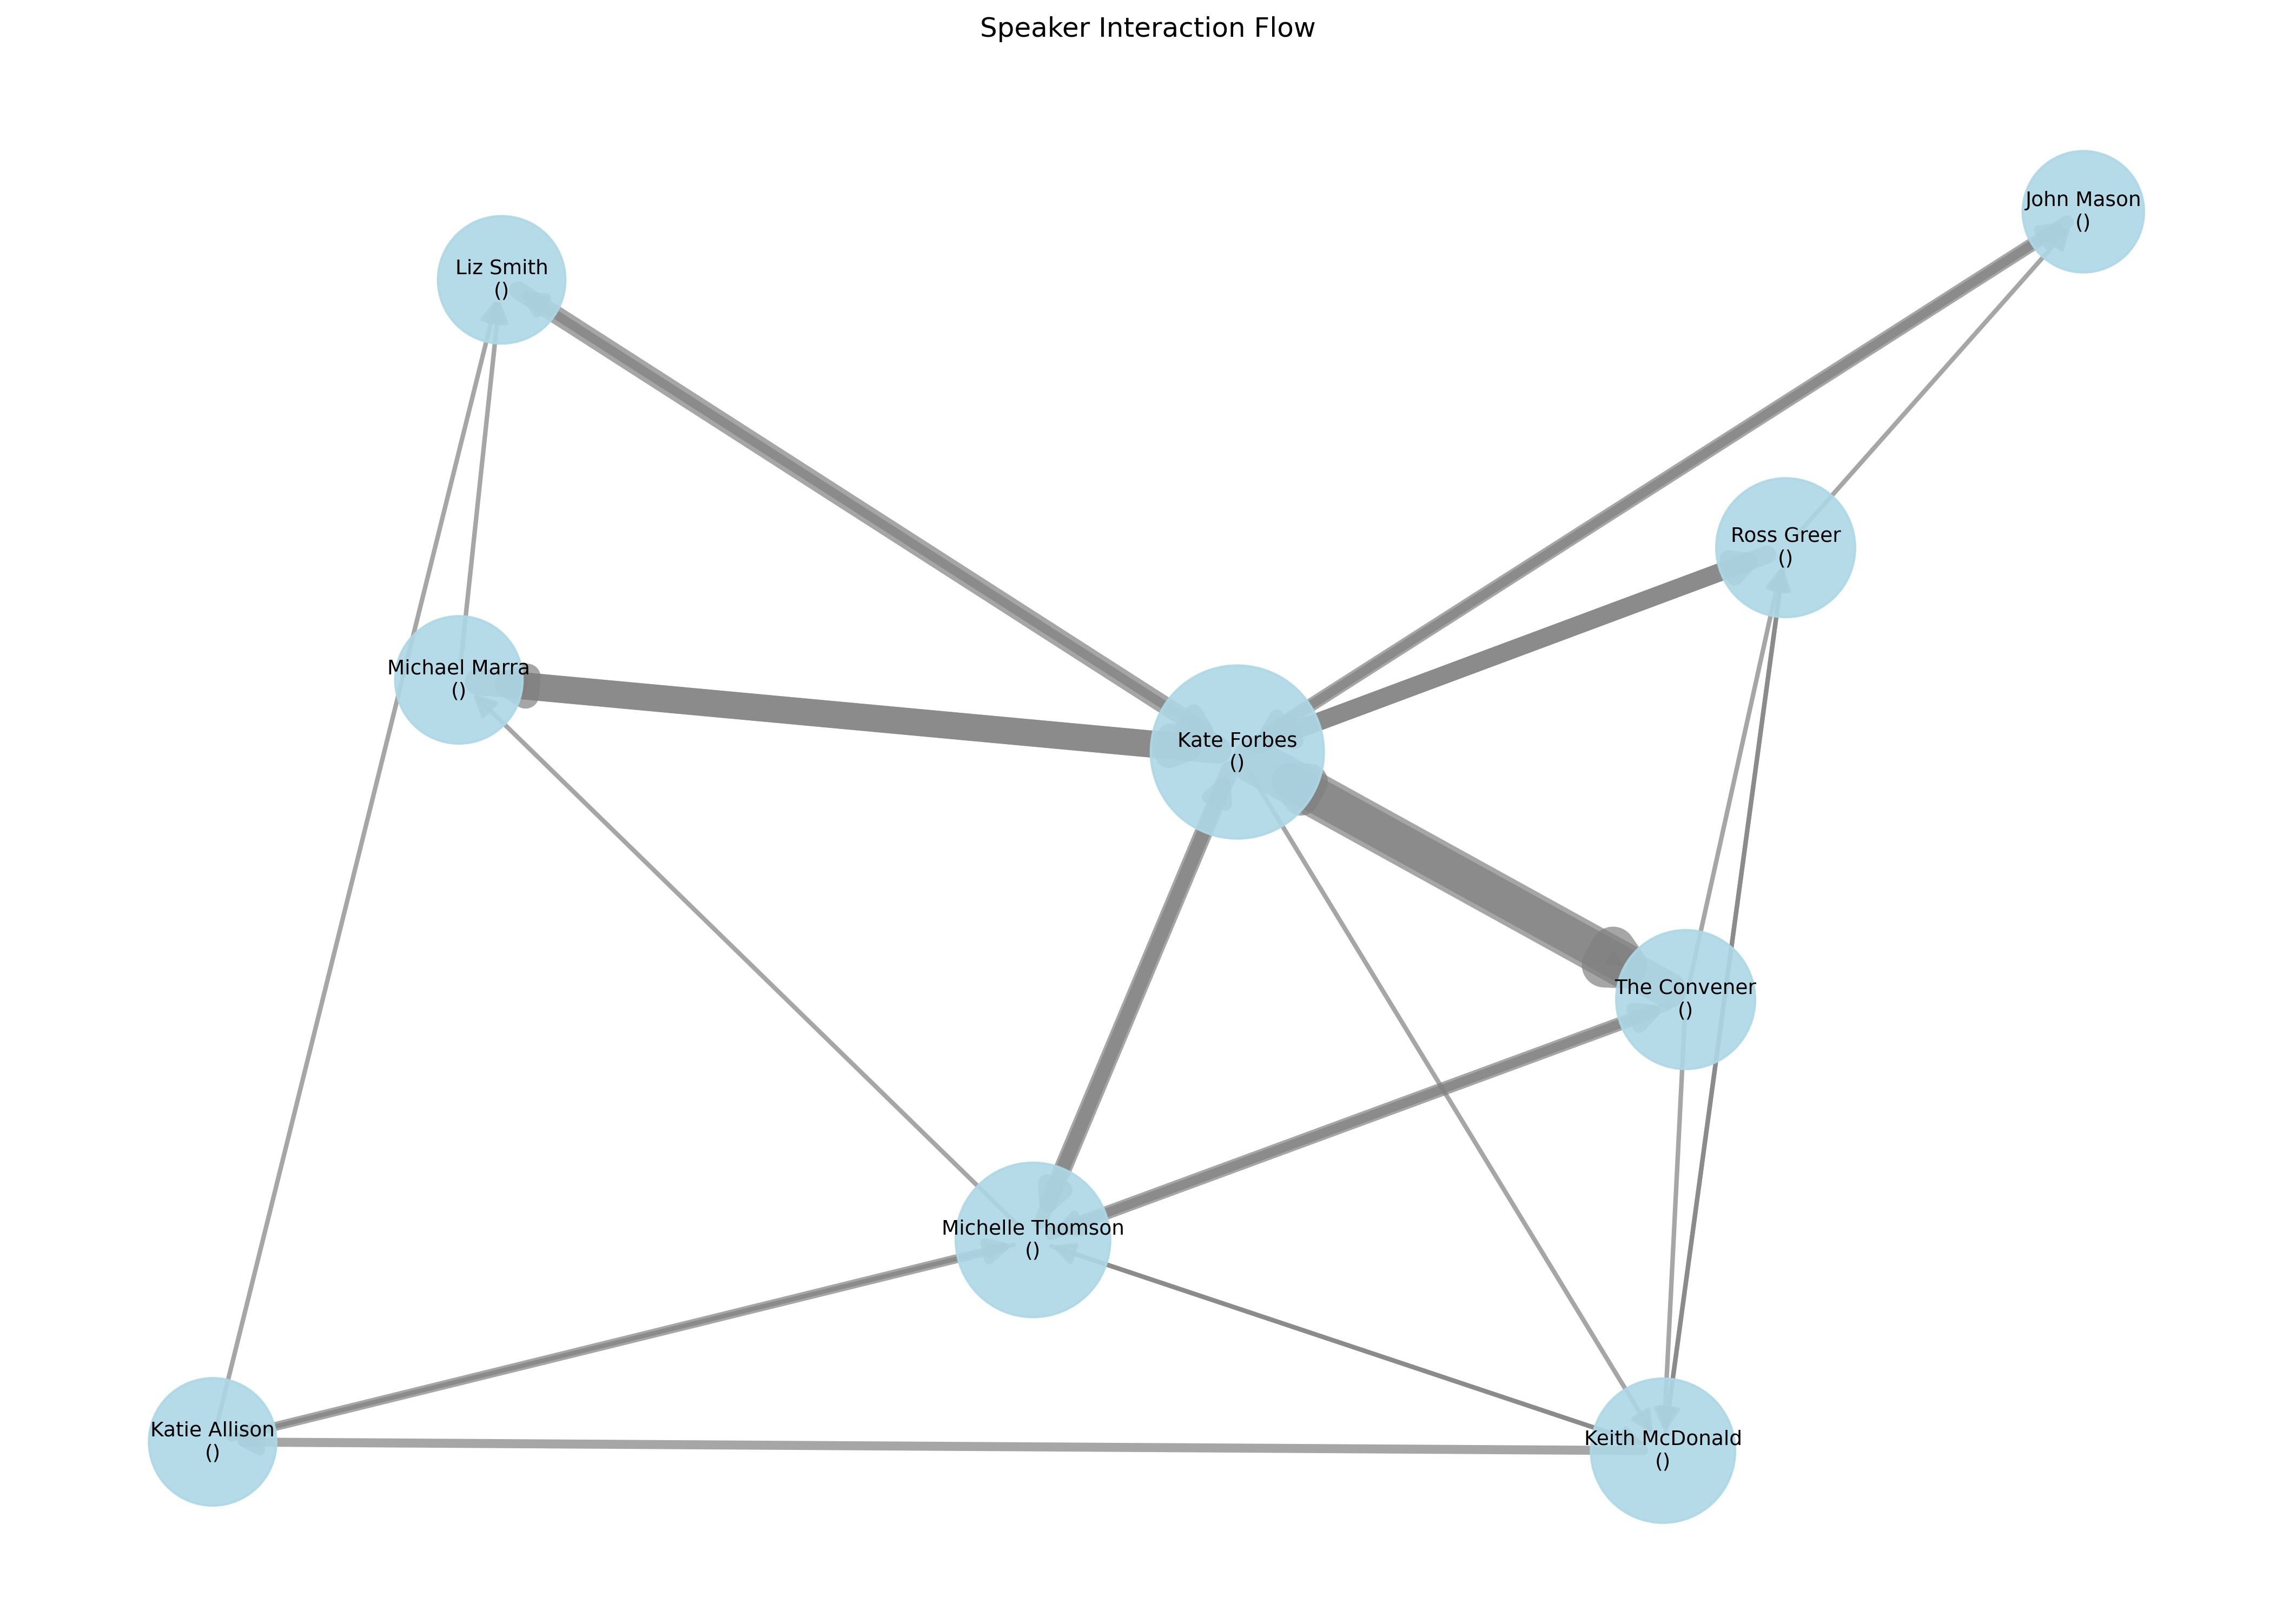 Speaker Interaction Flow
John Mason
()
Liz Smith
()
Ross Greer
()
Michael Marra
()
Kate Forbes
()
The Convener
()
Michelle Thomson
()
Katie Allison
()
Keith McDonald
()